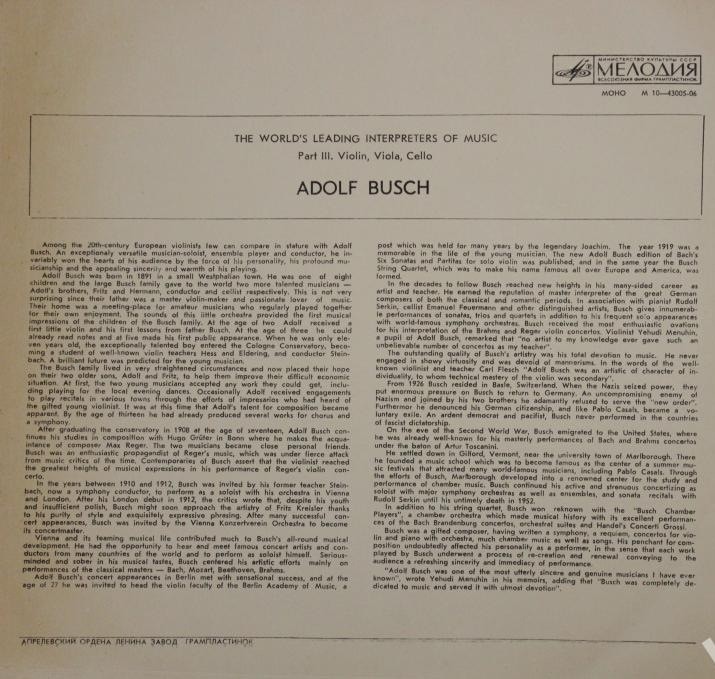 МИНИСТЕРСТВО КУЛЬТУРЫ СССР
МЕЛОДИЯ
ВСЕСОЮЗНАЯ ФИРМА ГРАМПЛАСТИНОК
МОНО М 10—43005-06
THE WORLD'S LEADING INTERPRETERS OF MUSIC
Part III. Violin, Viola, Cello
ADOLF BUSCH
Among the 20th-century European violinists few can compare in stature with Adolf
Busch. An exceptionaly versatile musician-soloist, ensemble player and conductor, he in-
variably won the hearts of his audience by the force of his personality, his profound mu-
sicianship and the appealing sincerity and warmth of his playing.
Adolf Busch was born in 1891 in a small Westphalian town. He was one of eight
children and the large Busch family gave to the world two more talented musicians —
Adolf's brothers, Fritz and Hermann, conductor and cellist respectively. This is not very
surprising since their father was a master violin-maker and passionate lover of music.
Their home was a meeting-place for amateur musicians who regularly played together
for their own enjoyment. The sounds of this little orchestra provided the first musical
impressions of the children of the Busch family. At the age of two Adolf received a
first little violin and his first lessons from father Busch. At the age of three he could
already read notes and at five made his first public appearance. When he was only ele-
ven years old, the exceptionally talented boy entered the Cologne Conservatory, beco-
ming a student of well-known violin teachers Hess and Eldering, and conductor Stein-
bach. A brilliant future was predicted for the young musician.
The Busch family lived in very streightened circumstances and now placed their hope
on their two older sons, Adolf and Fritz, to help them improve their difficult economic
situation. At first, the two young musicians accepted any work they could get, inclu-
ding playing for the local evening dances. Occasionally Adolf received engagements
to play recitals in various towns through the efforts of impresarios who had heard of
the gifted young violinist. It was at this time that Adolf's talent for composition became
apparent. By the age of thirteen he had already produced several works for chorus and
a symphony.
After graduating the conservatory in 1908 at the age of seventeen, Adolf Busch con-
tinues his studies in composition with Hugo Grüter in Bonn where he makes the acqua-
intance of composer Max Reger. The two musicians became close personal friends.
Busch was an enthusiastic propagandist of Reger's music, which was under fierce attack
from music critics of the time. Contemporaries of Busch assert that the violinist reached
the greatest heights of musical expressions in his performance of Reger's violin con-
certo.
In the years between 1910 and 1912, Busch was invited by his former teacher Stein-
bach, now a symphony conductor, to perform as a soloist with his orchestra in Vienna
and London. After his London debut in 1912, the critics wrote that, despite his youth
and insufficient polish, Busch might soon approach the artistry of Fritz Kreisler thanks
to his purity of style and exquisitely expressive phrasing. After many successful con-
cert appearances, Busch was invited by the Vienna Konzertverein Orchestra to become
its concertmaster.
Vienna and its teeming musical life contributed much to Busch's all-round musical
development. He had the opportunity to hear and meet famous concert artists and con-
ductors from many countries of the world and to perform as soloist himself. Serious-
minded and sober in his musical tastes, Busch centered his artistic efforts mainly on
performances of the classical masters — Bach, Mozart, Beethoven, Brahms.
Adolf Busch's concert appearances in Berlin met with sensational success, and at the
age of 27 he was invited to head the violin faculty of the Berlin Academy of Music, a
post which was held for many years by the legendary Joachim. The year 1919 was a
memorable in the life of the young musician. The new Adolf Busch edition of Bach's
Six Sonatas and Partitas for solo violin was published, and in the same year the Busch
String Quartet, which was to make his name famous all over Europe and America, was
formed.
In the decades to follow Busch reached new heights in his many-sided career as
artist and teacher. He earned the reputation of master interpreter of the great German
composers of both the classical and romantic periods. In association with pianist Rudolf
Serkin, cellist Emanuel Feuermann and other distinguished artists, Busch gives innumerab-
le performances of sonatas, trios and quartets in addition to his frequent solo appearances
with world-famous symphony orchestras. Busch received the most enthusiastic ovations
for his interpretation of the Brahms and Reger violin concertos. Violinist Yehudi Menuhin,
a pupil of Adolf Busch, remarked that "no artist to my knowledge ever gave such an
unbelievable number of concertos as my teacher".
The outstanding quality of Busch's artistry was his total devotion to music. He never
engaged in showy virtuosity and was devoid of mannerisms. In the words of the well-
known violinist and teacher Carl Flesch "Adolf Busch was an artistic of character of in-
dividuality, to whom technical mastery of the violin was secondary".
From 1926 Busch resided in Basle, Switzerland. When the Nazis seized power, they
put enormous pressure on Busch to return to Germany. An uncompromising enemy of
Nazism and joined by his two brothers he adamantly refused to serve the "new order".
Furthermor he denounced his German citizenship, and like Pablo Casals, became a vo-
luntary exile. An ardent democrat and pacifist, Busch never performed in the countries
of fascist dictatorship.
On the eve of the Second World War, Busch emigrated to the United States, where
he was already well-known for his masterly performances of Bach and Brahms concertos
under the baton of Artur Toscanini.
He settled down in Gilford, Vermont, near the university town of Marlborough. There
he founded a music school which was to become famous as the center of a summer mu-
sic festivals that attracted many world-famous musicians, including Pablo Casals. Through
the efforts of Busch, Marlborough developed into a renowned center for the study and
performance of chamber music. Busch continued his active and strenuous concertizing as
soloist with major symphony orchestras as well as ensembles, and sonata recitals with
Rudolf Serkin until his untimely death in 1952.
In addition to his string quartet, Busch won reknown with the "Busch Chamber
Players", a chamber orchestra which made musical history with its excellent performan-
ces of the Bach Brandenburg concertos, orchestral suites and Handel's Concerti Grossi.
Busch was a gifted composer, having written a symphony, a requiem, concertos for vio-
lin and piano with orchestra, much chamber music as well as songs. His penchant for com-
position undoubtedly affected his personality as a performer, in the sense that each work
played by Busch underwent a process of re-creation and renewal conveying to the
audience a refreshing sincerity and immediacy of performance.
"Adolf Busch was one of the most utterly sincere and genuine musicians I have ever
known", wrote Yehudi Menuhin in his memoirs, adding that "Busch was completely de-
dicated to music and served it with utmost devotion".
АПРЕЛЕВСКИЙ ОРДЕНА ЛЕНИНА ЗАВОД ГРАМПЛАСТИНОК